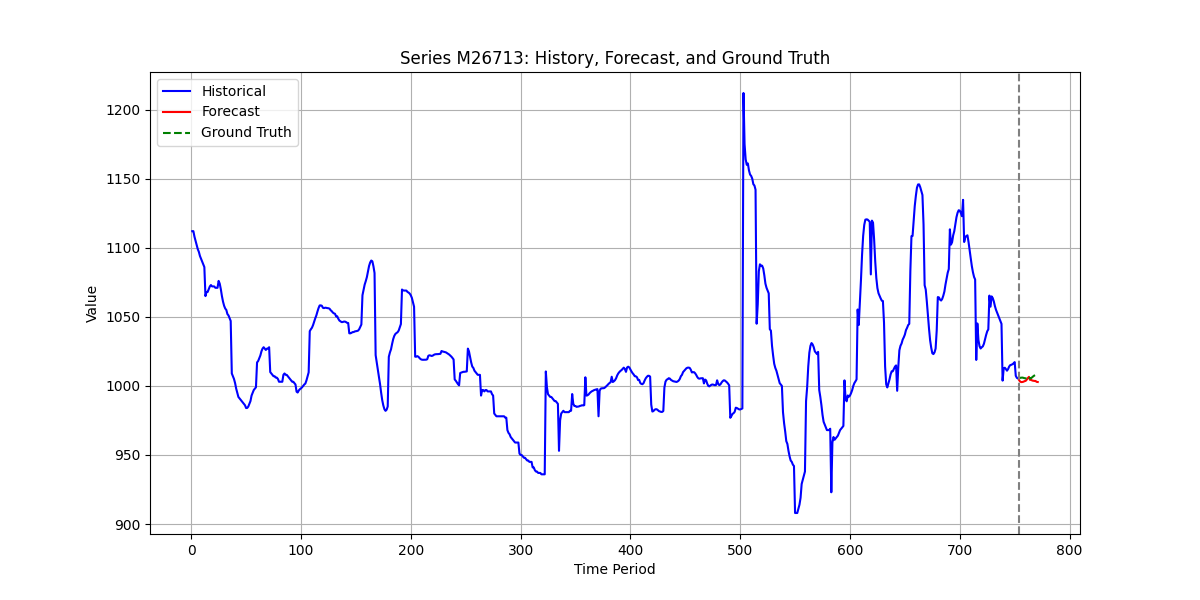 Series M26713: History, Forecast, and Ground Truth
Historical
Forecast
Ground Truth
Value
1200
1150
1100
1050
1000
950
900
0 100 200 300 400 500 600 700 800
Time Period